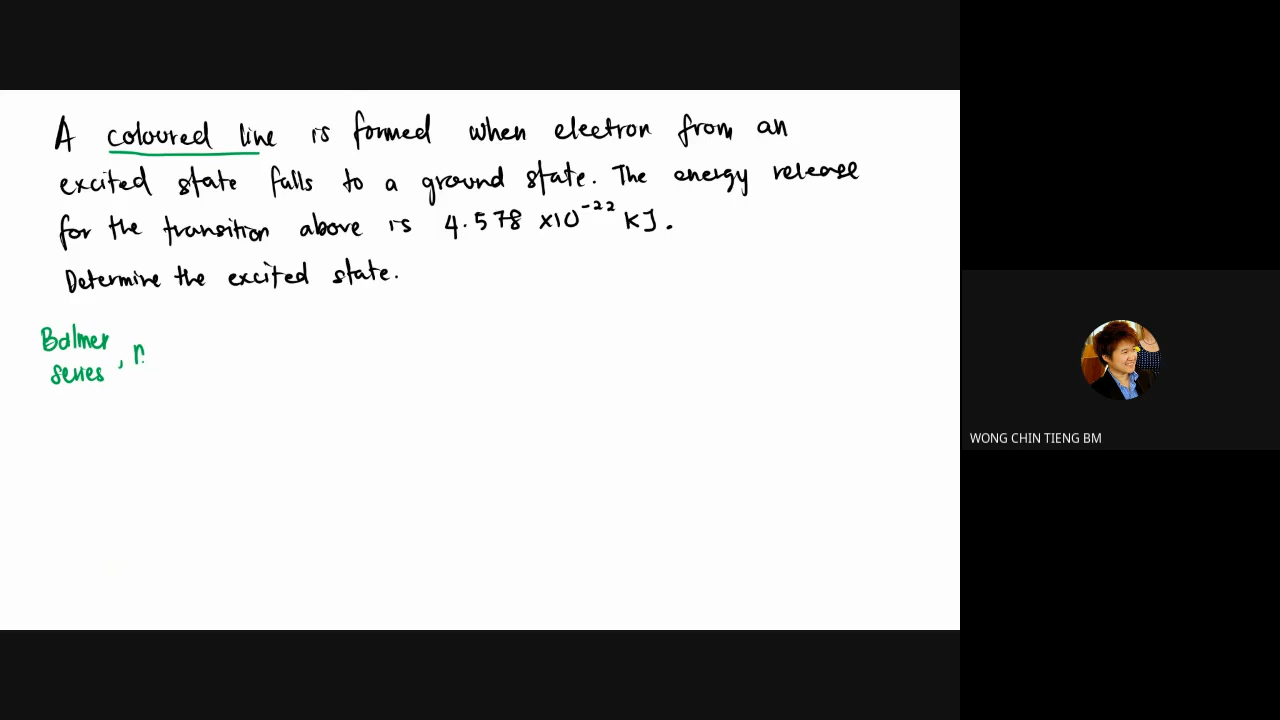 A coloured line is formed when electron from an
excited state falls to a ground state. The energy release
for the transition above is 4.578 x10⁻²² kJ.
Determine the excited state.
Balmer
series , n
WONG CHIN TIENG BM